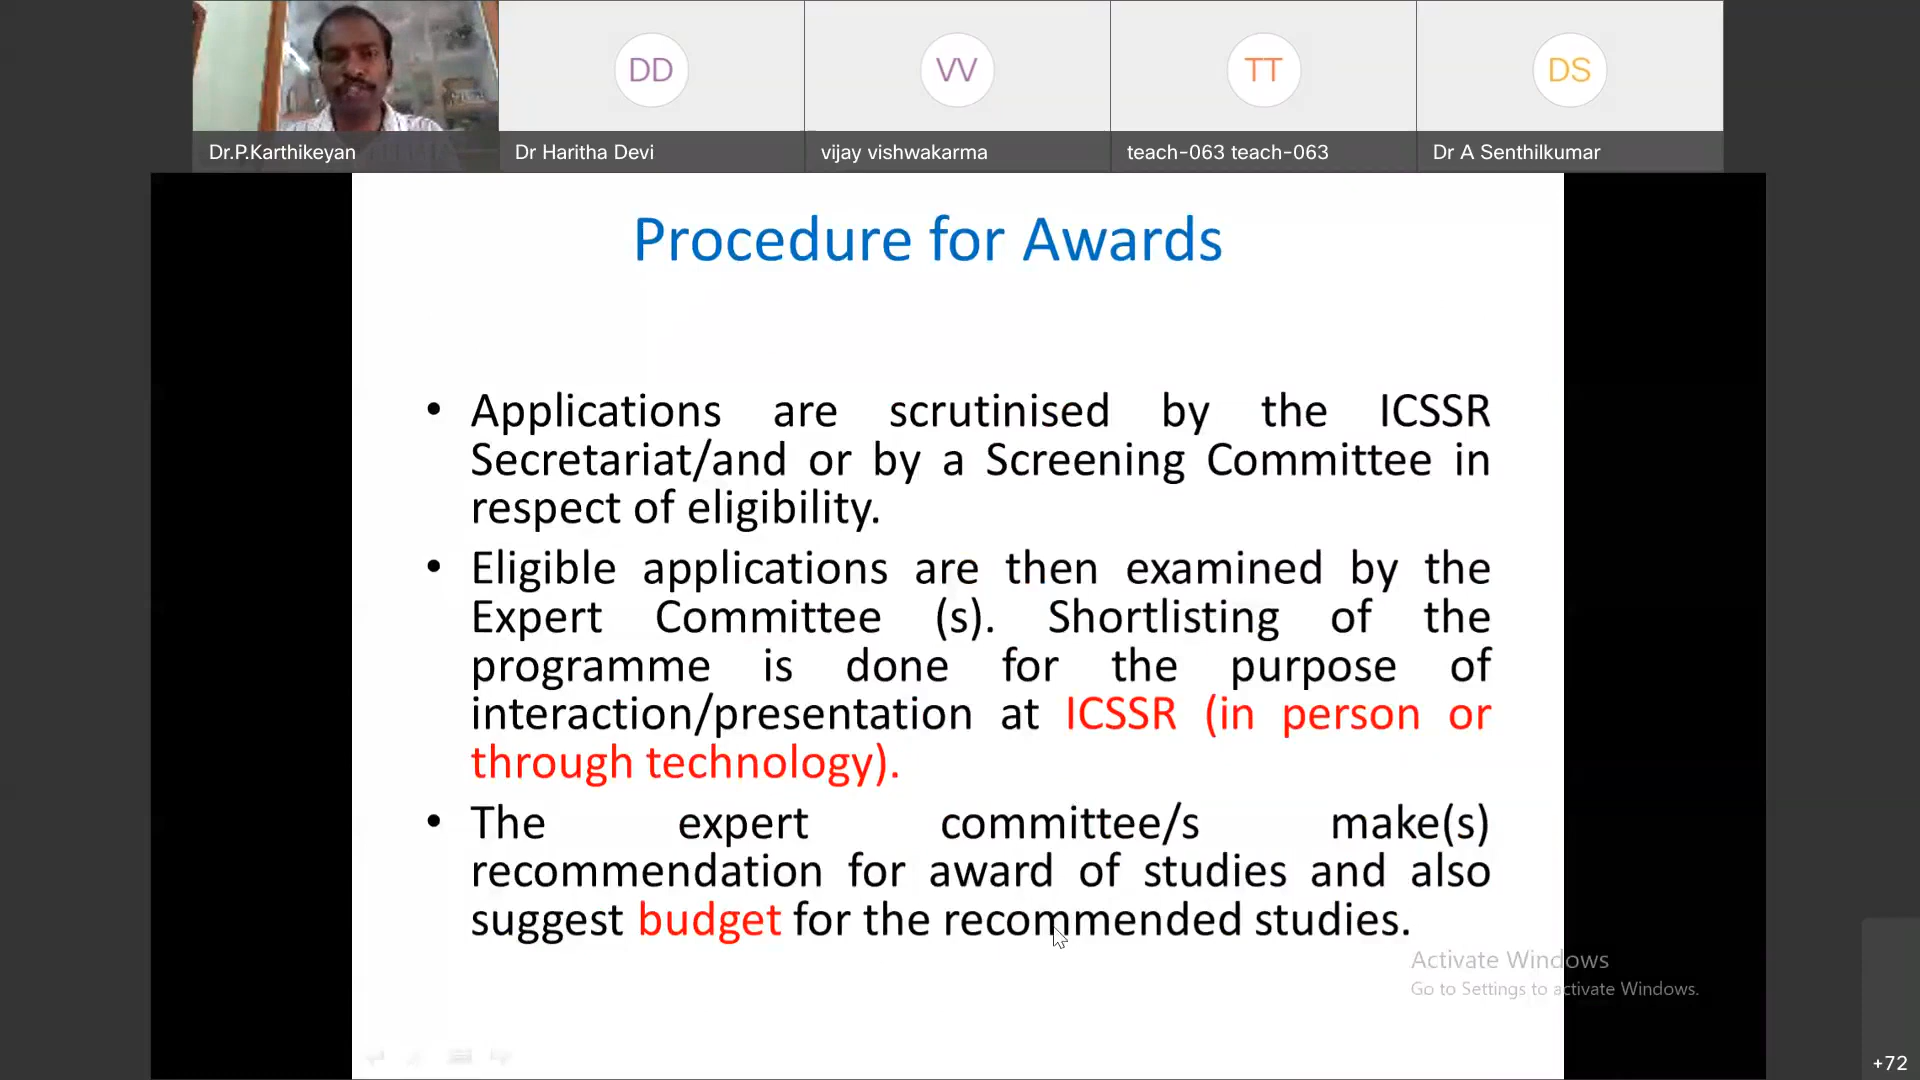 DD
VV
TT
DS
Dr.P.Karthikeyan
Dr Haritha Devi
vijay vishwakarma
teach-063 teach-063
Dr A Senthilkumar
Procedure for Awards
• Applications are scrutinised by the ICSSR
Secretariat/and or by a Screening Committee in
respect of eligibility.
• Eligible applications are then examined by the
Expert Committee (s). Shortlisting of the
programme is done for the purpose of
interaction/presentation at ICSSR (in person or
through technology).
• The expert committee/s make(s)
recommendation for award of studies and also
suggest budget for the recommended studies.
Activate Windows
Go to Settings to activate Windows.
+72